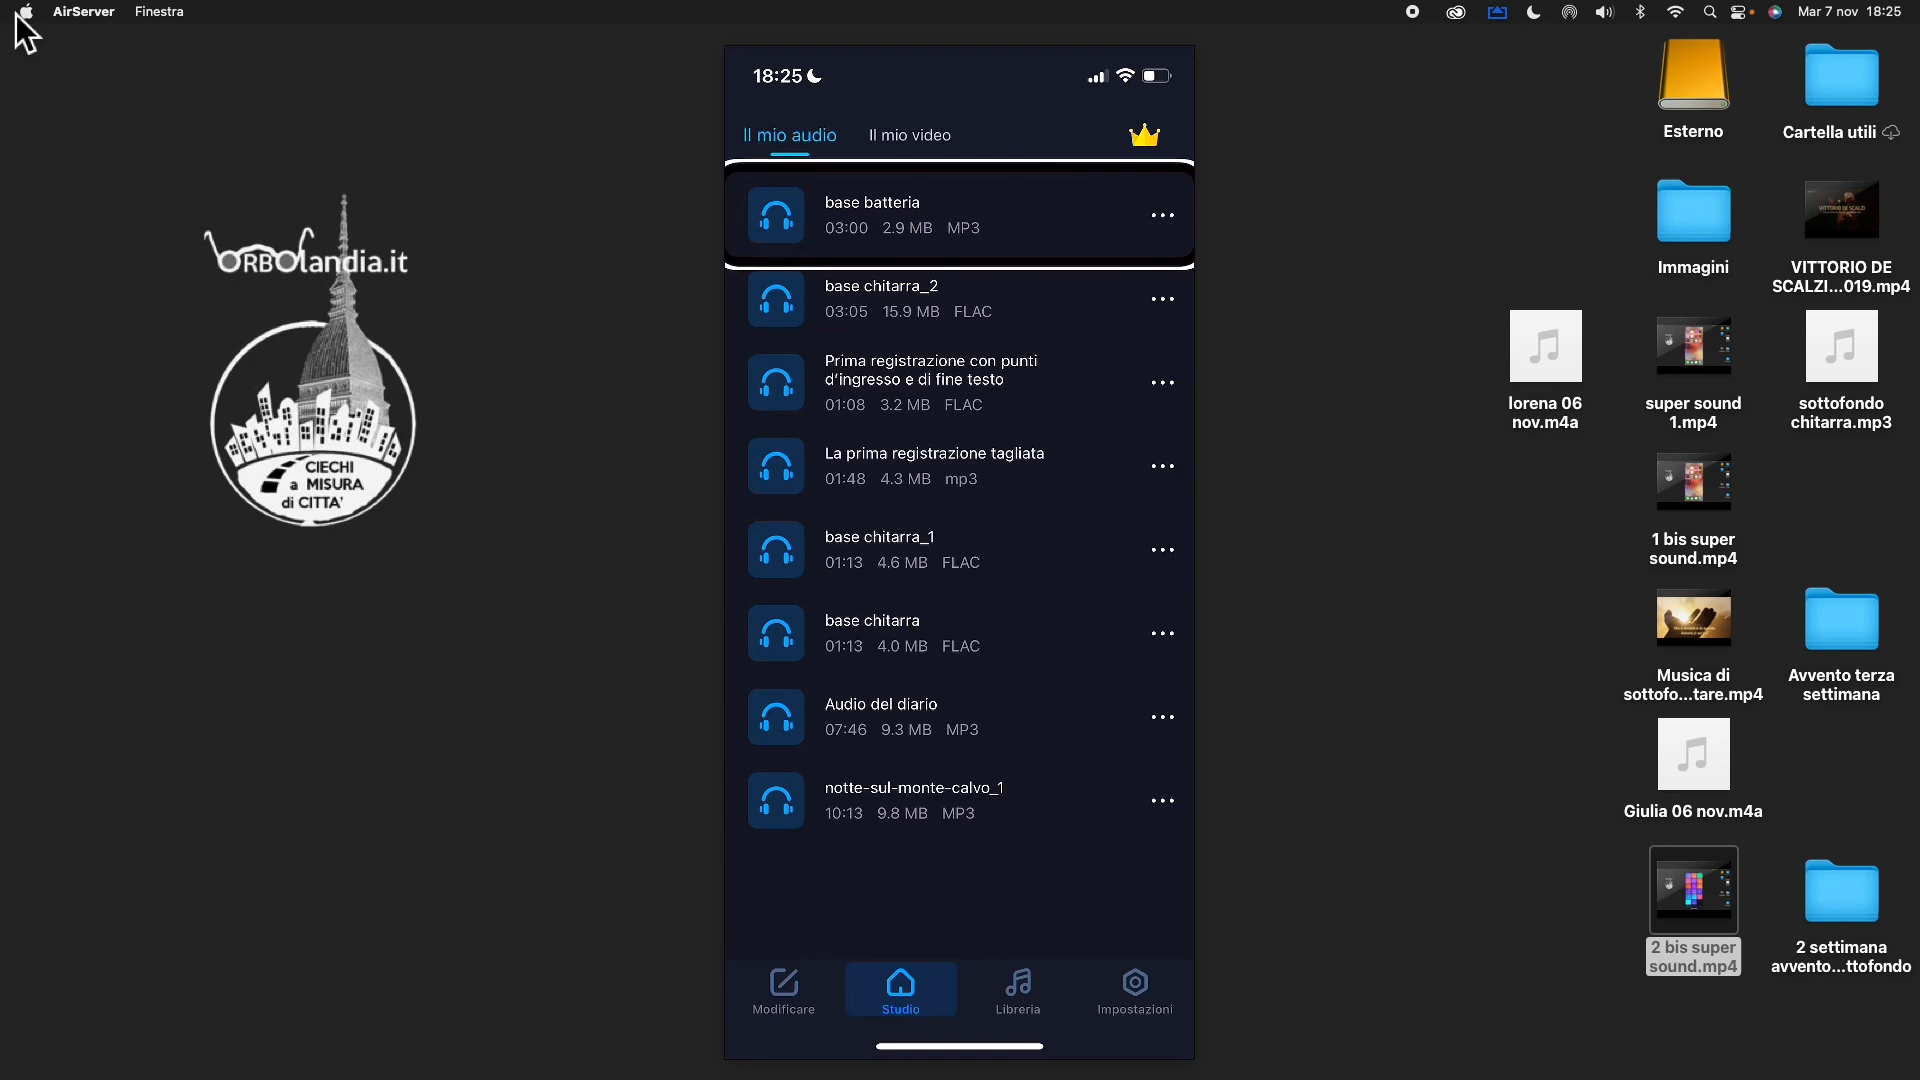 AirServer Finestra
Mar 7 nov 18:25
18:25
Il mio audio Il mio video
base batteria
03:00 2.9 MB MP3
base chitarra_2
03:05 15.9 MB FLAC
Prima registrazione con punti
d'ingresso e di fine testo
01:08 3.2 MB FLAC
La prima registrazione tagliata
01:48 4.3 MB mp3
base chitarra_1
01:13 4.6 MB FLAC
base chitarra
01:13 4.0 MB FLAC
Audio del diario
07:46 9.3 MB MP3
notte-sul-monte-calvo_1
10:13 9.8 MB MP3
Modificare Studio Libreria Impostazioni
ORBOlandia.it
CIECHI
a MISURA
di CITTA'
Esterno
Cartella utili
Immagini
VITTORIO DE SCALZI
VITTORIO DE
SCALZI...019.mp4
lorena 06
nov.m4a
super sound
1.mp4
sottofondo
chitarra.mp3
1 bis super
sound.mp4
Musica di
sottofo...tare.mp4
Avvento terza
settimana
Giulia 06 nov.m4a
2 bis super
sound.mp4
2 settimana
avvento...ttofondo